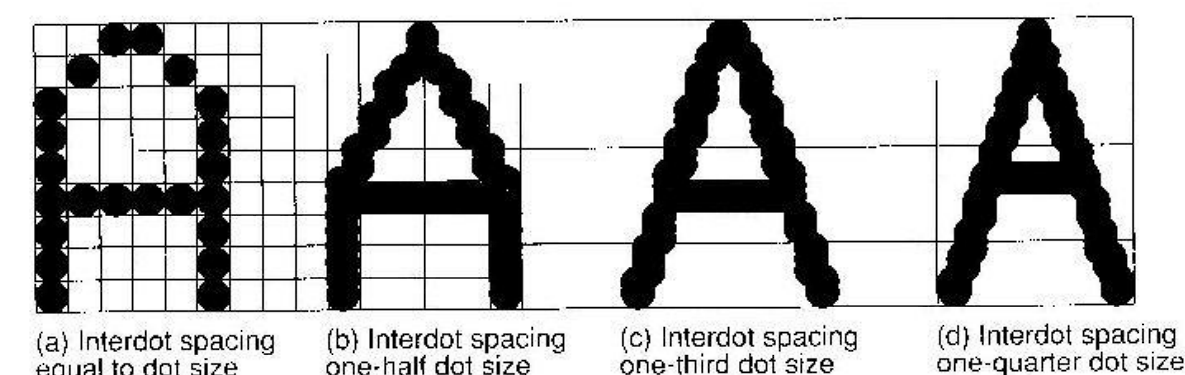 (a) Interdot spacing
equal to dot size
(b) Interdot spacing
one-half dot size
(c) Interdot spacing
one-third dot size
(d) Interdot spacing
one-quarter dot size